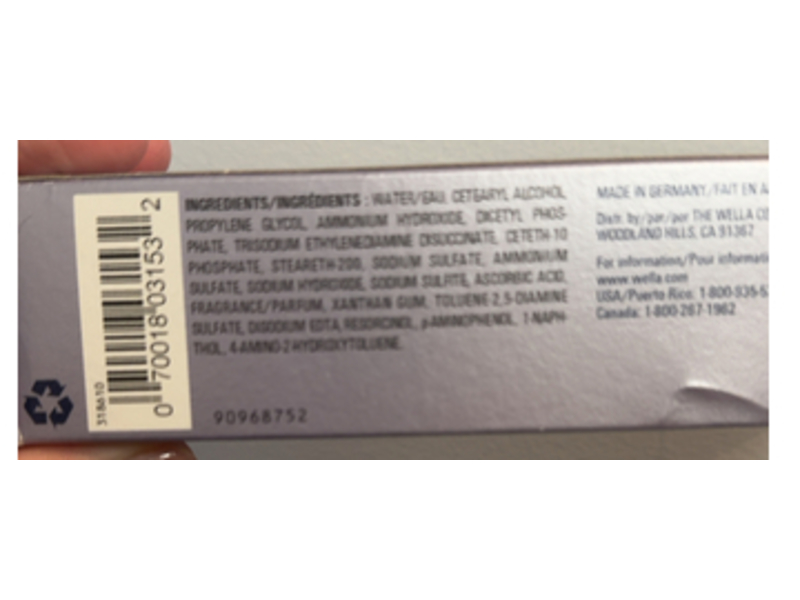 INGREDIENTS/INGRÉDIENTS : WATER/EAU, CETEARYL ALCOHOL,
PROPYLENE GLYCOL, AMMONIUM HYDROXIDE, DICETYL PHOS-
PHATE, TRISODIUM ETHYLENEDIAMINE DISUCCINATE, CETETH-10
PHOSPHATE, STEARETH-200, SODIUM SULFATE, AMMONIUM
SULFATE, SODIUM HYDROXIDE, SODIUM SULFITE, ASCORBIC ACID,
FRAGRANCE/PARFUM, XANTHAN GUM, TOLUENE-2,5-DIAMINE
SULFATE, DISODIUM EDTA, RESORCINOL, p-AMINOPHENOL, 1-NAPH-
THOL, 4-AMINO-2-HYDROXYTOLUENE.
90968752
318610
0 70018 03153 2
MADE IN GERMANY./FAIT EN A
Distr. by/par/por THE WELLA CO
WOODLAND HILLS, CA 91367
For information/Pour informati
www.wella.com
USA/Puerto Rico: 1-800-935-5
Canada: 1-800-267-1962